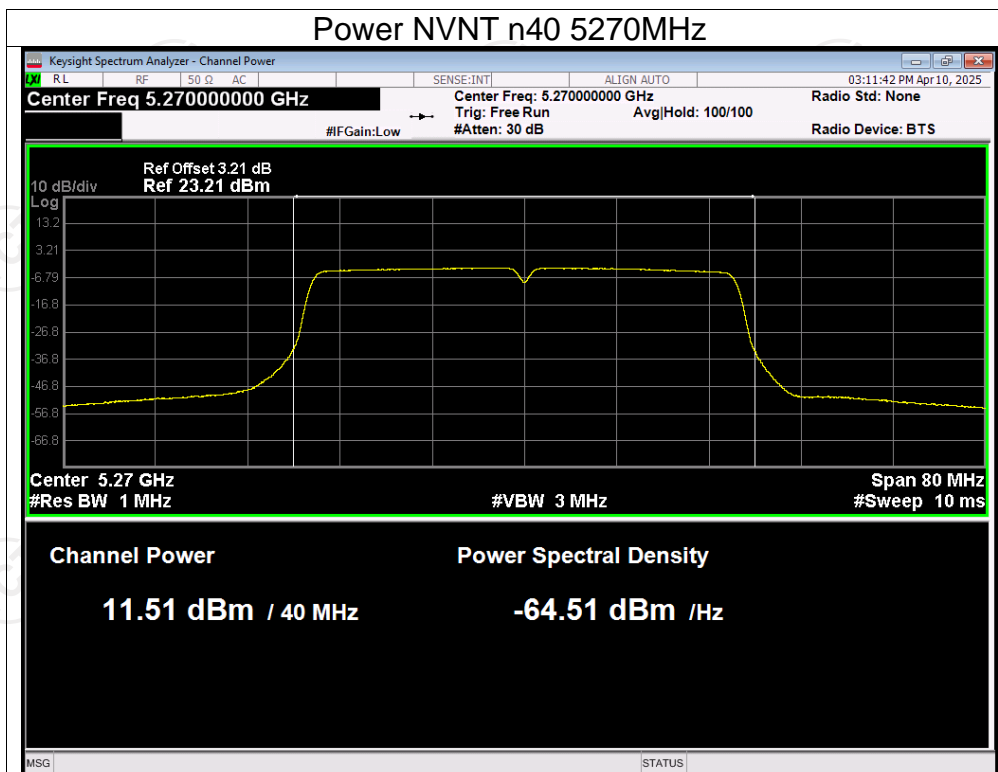 Power NVNT n40 5270MHz
Keysight Spectrum Analyzer - Channel Power
LXI RL RF 50 Ω AC SENSE:INT ALIGN AUTO 03:11:42 PM Apr 10, 2025
Center Freq 5.270000000 GHz
Center Freq: 5.270000000 GHz
Radio Std: None
Trig: Free Run
Avg|Hold: 100/100
#IFGain:Low
#Atten: 30 dB
Radio Device: BTS
Ref Offset 3.21 dB
10 dB/div
Ref 23.21 dBm
Log
13.2
3.21
-6.79
-16.8
-26.8
-36.8
-46.8
-56.8
-66.8
Center 5.27 GHz
Span 80 MHz
#Res BW 1 MHz
#VBW 3 MHz
#Sweep 10 ms
Channel Power
Power Spectral Density
11.51 dBm / 40 MHz
-64.51 dBm /Hz
MSG
STATUS